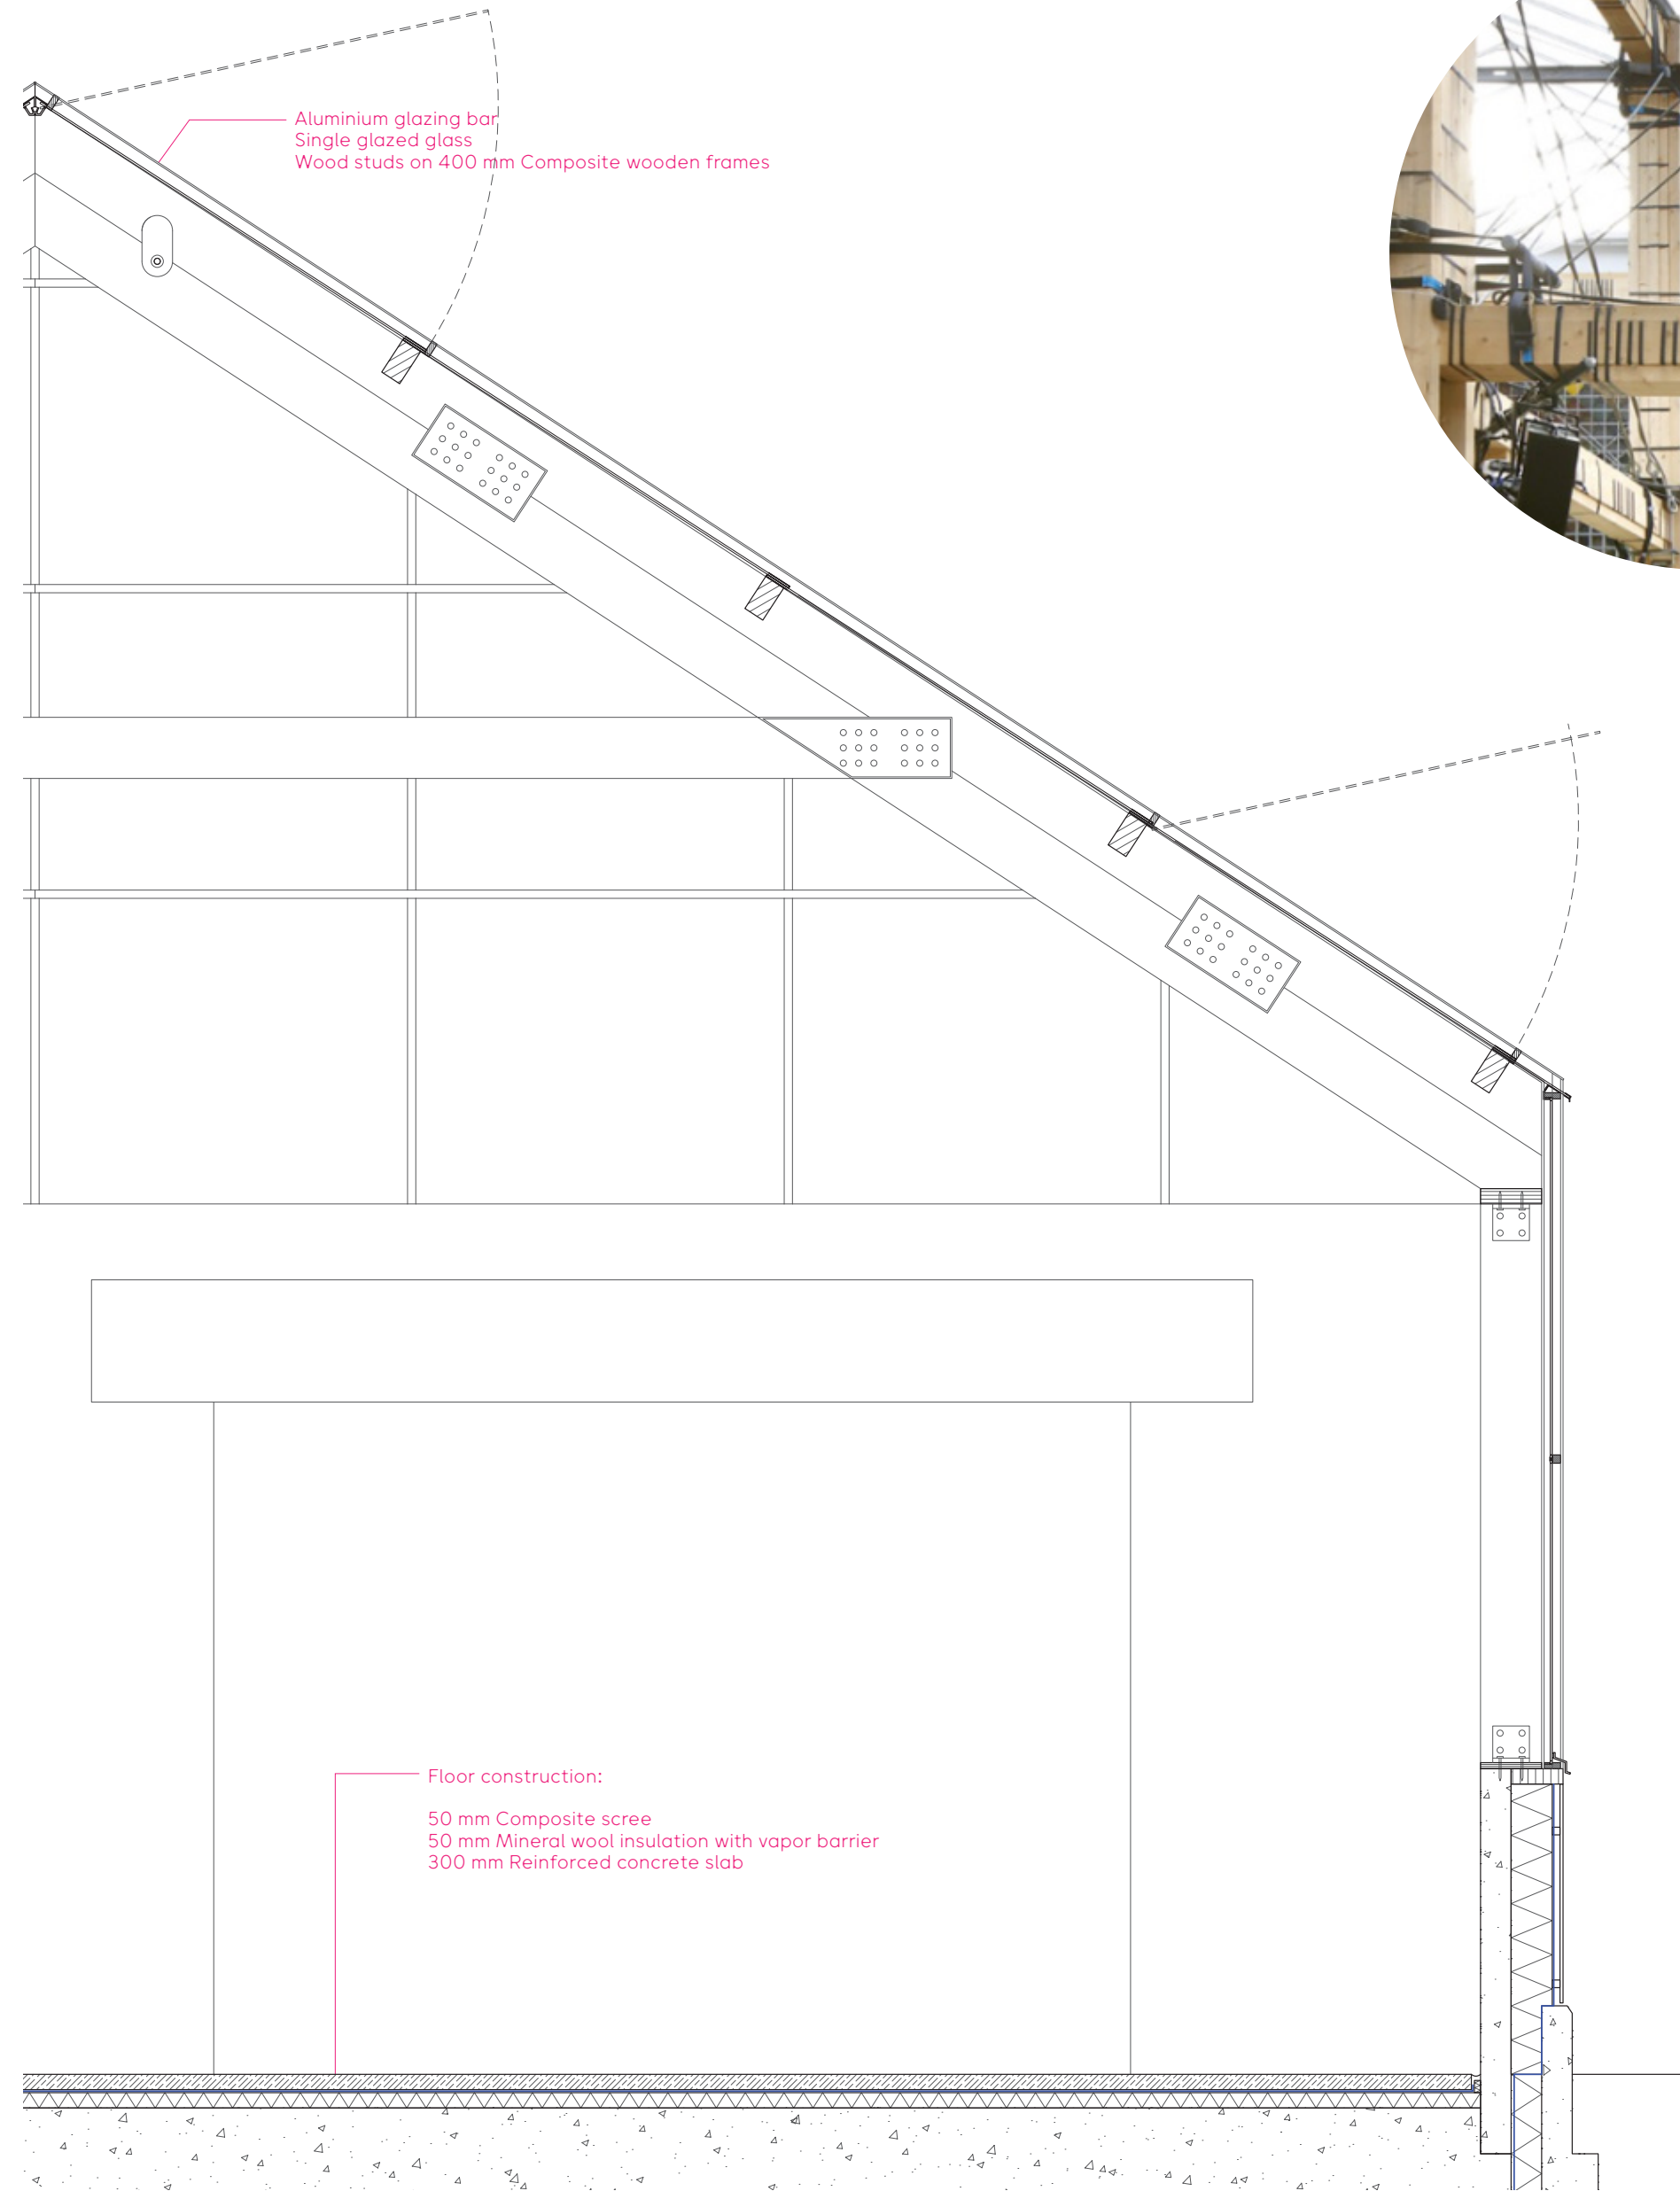 Aluminium glazing bar
Single glazed glass
Wood studs on 400 mm Composite wooden frames
Floor construction:
50 mm Composite scree
50 mm Mineral wool insulation with vapor barrier
300 mm Reinforced concrete slab